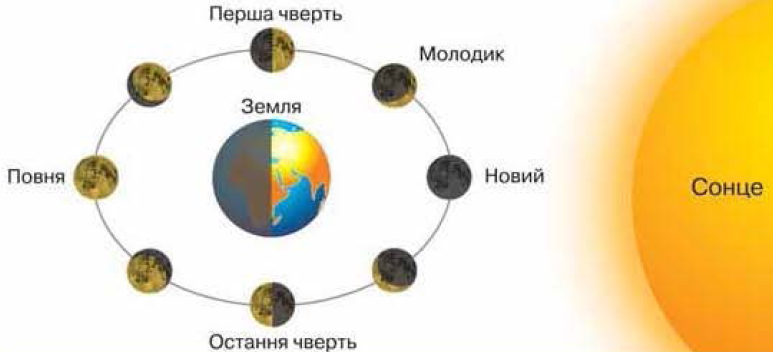 Перша чверть
Молодик
Земля
Повня
Новий
Сонце
Остання чверть